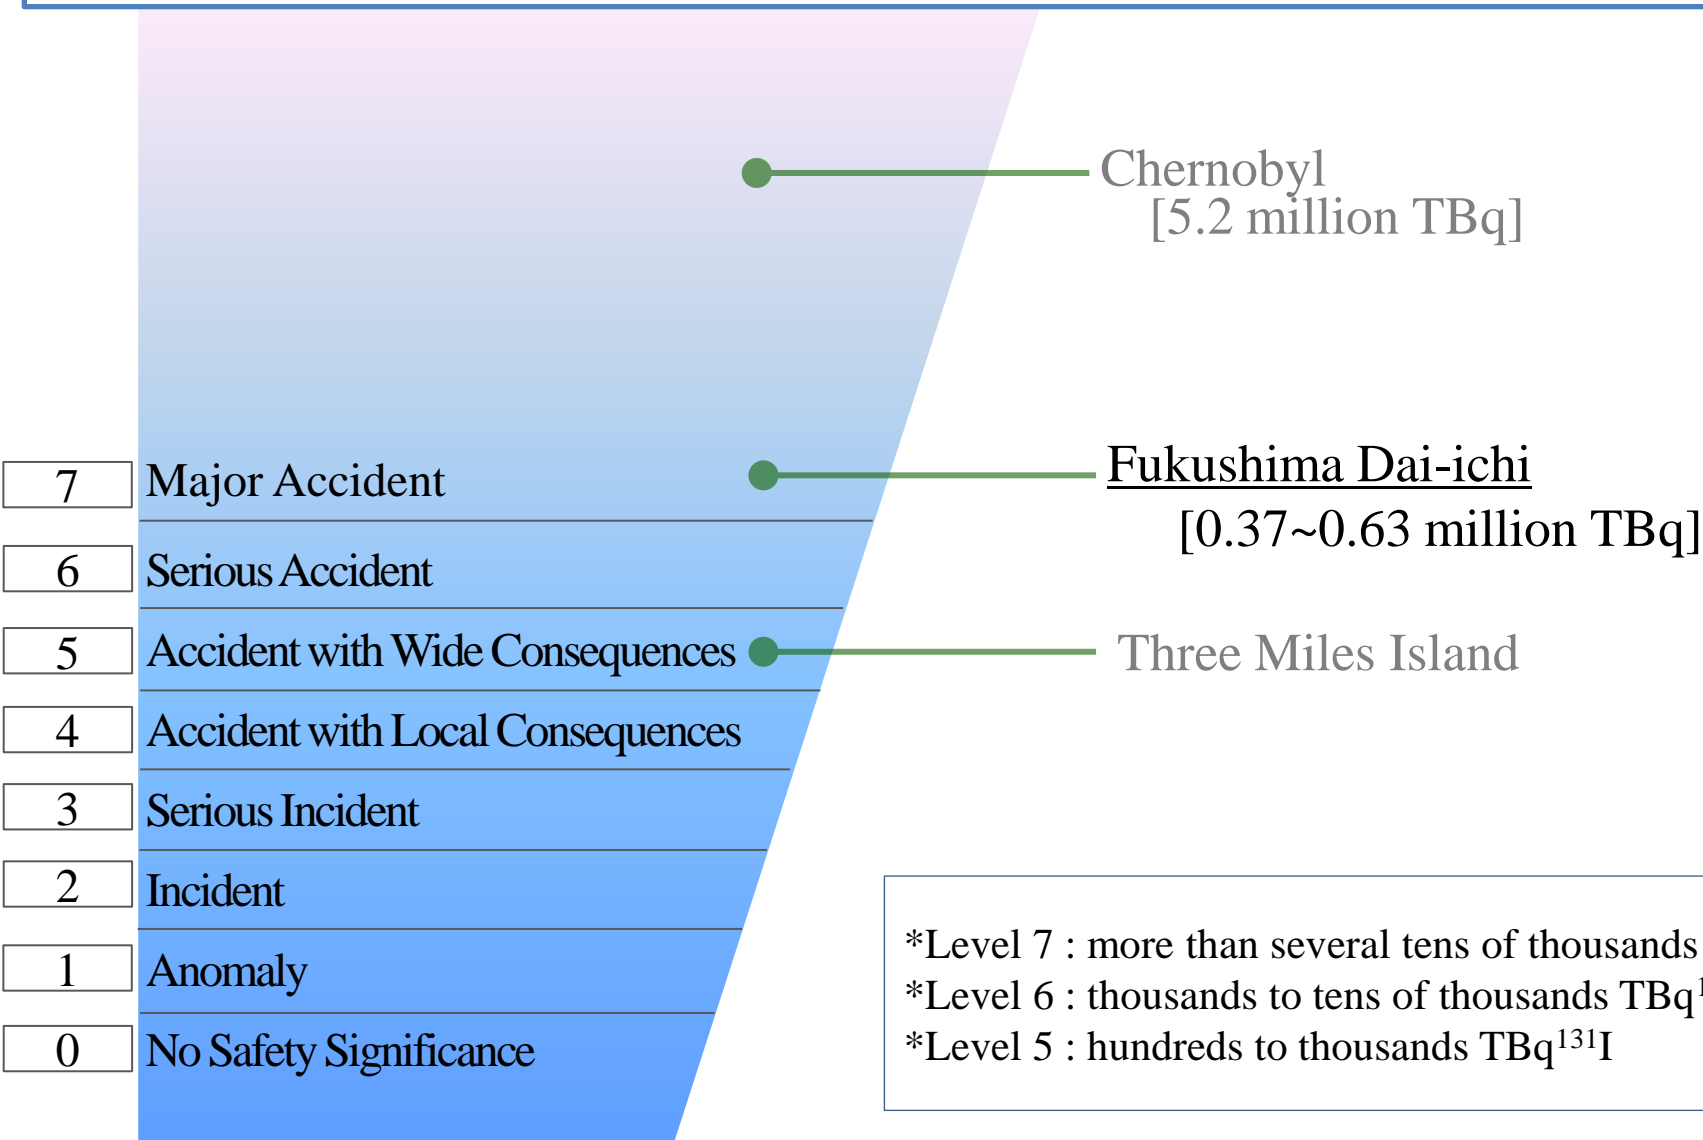 Chernobyl
[5.2 million TBq]
7 Major Accident
Fukushima Dai-ichi
[0.37~0.63 million TBq]
6 Serious Accident
5 Accident with Wide Consequences
Three Miles Island
4 Accident with Local Consequences
3 Serious Incident
2 Incident
1 Anomaly
0 No Safety Significance
*Level 7 : more than several tens of thousands
*Level 6 : thousands to tens of thousands TBq
*Level 5 : hundreds to thousands TBq¹³¹I